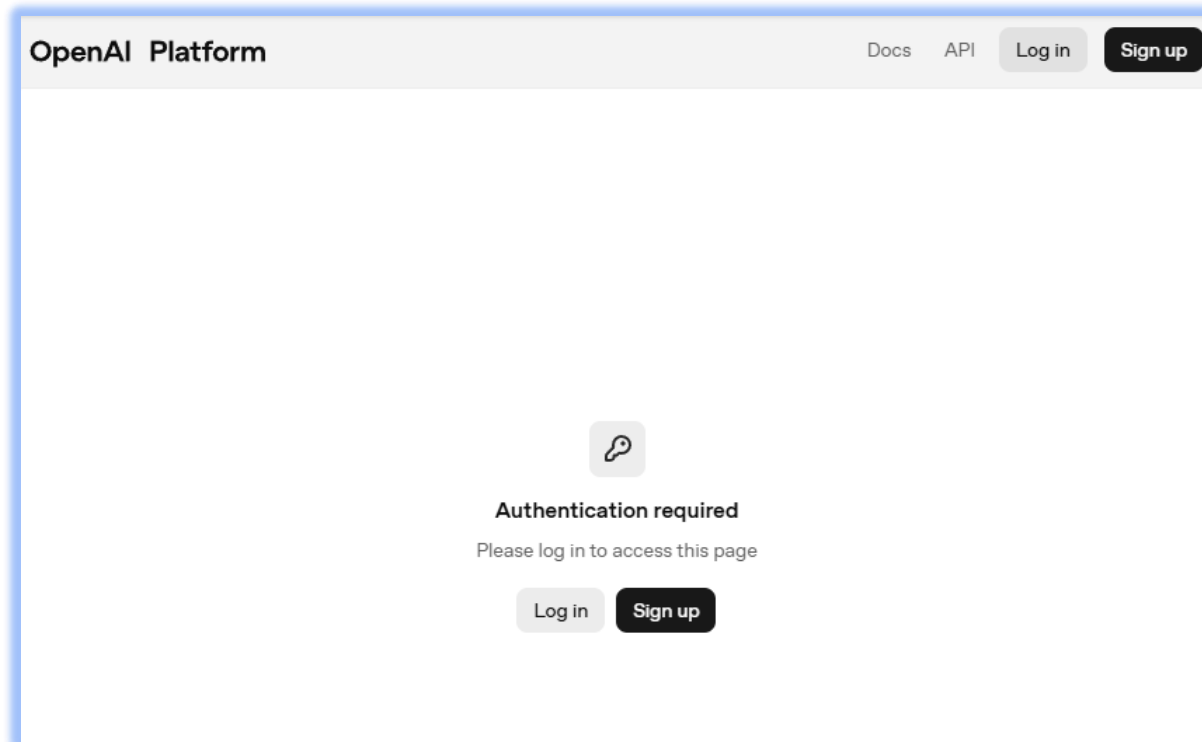 OpenAI Platform
Docs API Log in Sign up
Authentication required
Please log in to access this page
Log in Sign up